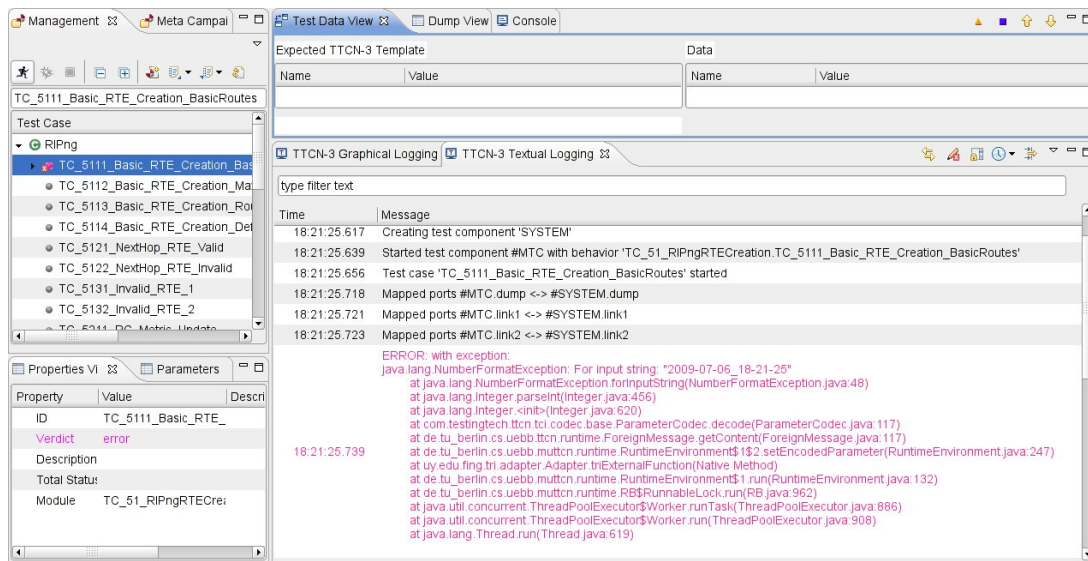 Management
Meta Campai
TC_5111_Basic_RTE_Creation_BasicRoutes
Test Case
RIPng
TC_5111_Basic_RTE_Creation_Bas
TC_5112_Basic_RTE_Creation_Ma
TC_5113_Basic_RTE_Creation_Rou
TC_5114_Basic_RTE_Creation_Def
TC_5121_NextHop_RTE_Valid
TC_5122_NextHop_RTE_Invalid
TC_5131_Invalid_RTE_1
TC_5132_Invalid_RTE_2
TC_5211_RC_Metric_Update
Properties Vi
Parameters
Property Value Descri
ID TC_5111_Basic_RTE_
Verdict error
Description
Total Status
Module TC_51_RIPngRTECrea
Test Data View
Dump View
Console
Expected TTCN-3 Template Data
Name Value Name Value
TTCN-3 Graphical Logging
TTCN-3 Textual Logging
type filter text
Time Message
18:21:25.617 Creating test component 'SYSTEM'
18:21:25.639 Started test component #MTC with behavior 'TC_51_RIPngRTECreation.TC_5111_Basic_RTE_Creation_BasicRoutes'
18:21:25.656 Test case 'TC_5111_Basic_RTE_Creation_BasicRoutes' started
18:21:25.718 Mapped ports #MTC.dump <-> #SYSTEM.dump
18:21:25.721 Mapped ports #MTC.link1 <-> #SYSTEM.link1
18:21:25.723 Mapped ports #MTC.link2 <-> #SYSTEM.link2
ERROR: with exception:
java.lang.NumberFormatException: For input string: "2009-07-06_18-21-25"
at java.lang.NumberFormatException.forInputString(NumberFormatException.java:48)
at java.lang.Integer.parseInt(Integer.java:456)
at java.lang.Integer.<init>(Integer.java:620)
at com.testingtech.ttcn.tci.codec.base.ParameterCodec.decode(ParameterCodec.java:117)
at de.tu_berlin.cs.uebb.ttcn.runtime.ForeignMessage.getContent(ForeignMessage.java:117)
18:21:25.739 at de.tu_berlin.cs.uebb.muttcn.runtime.RuntimeEnvironment$1$2.setEncodedParameter(RuntimeEnvironment.java:247)
at uy.edu.fing.tri.adapter.Adapter.triExternalFunction(Native Method)
at de.tu_berlin.cs.uebb.muttcn.runtime.RuntimeEnvironment$1.run(RuntimeEnvironment.java:132)
at de.tu_berlin.cs.uebb.muttcn.runtime.RB$RunnableLock.run(RB.java:962)
at java.util.concurrent.ThreadPoolExecutor$Worker.runTask(ThreadPoolExecutor.java:886)
at java.util.concurrent.ThreadPoolExecutor$Worker.run(ThreadPoolExecutor.java:908)
at java.lang.Thread.run(Thread.java:619)